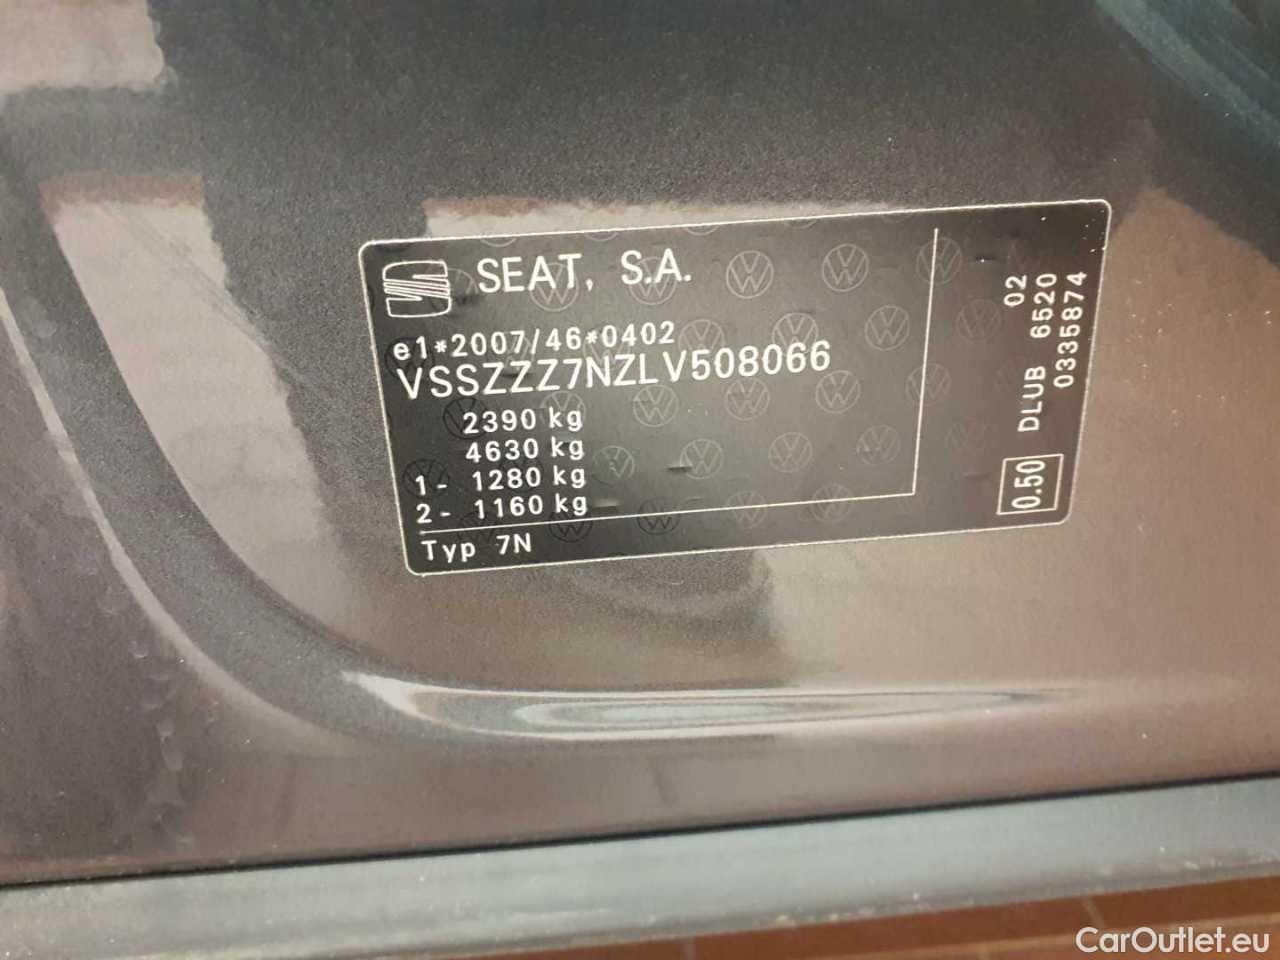 SEAT, S.A.
e1*2007/46*0402
VSSZZZ7NZLV508066
2390 kg
4630 kg
1- 1280 kg
2- 1160 kg
Typ 7N
02
DLUB 6520
0335874
0.50
CarOutlet.eu